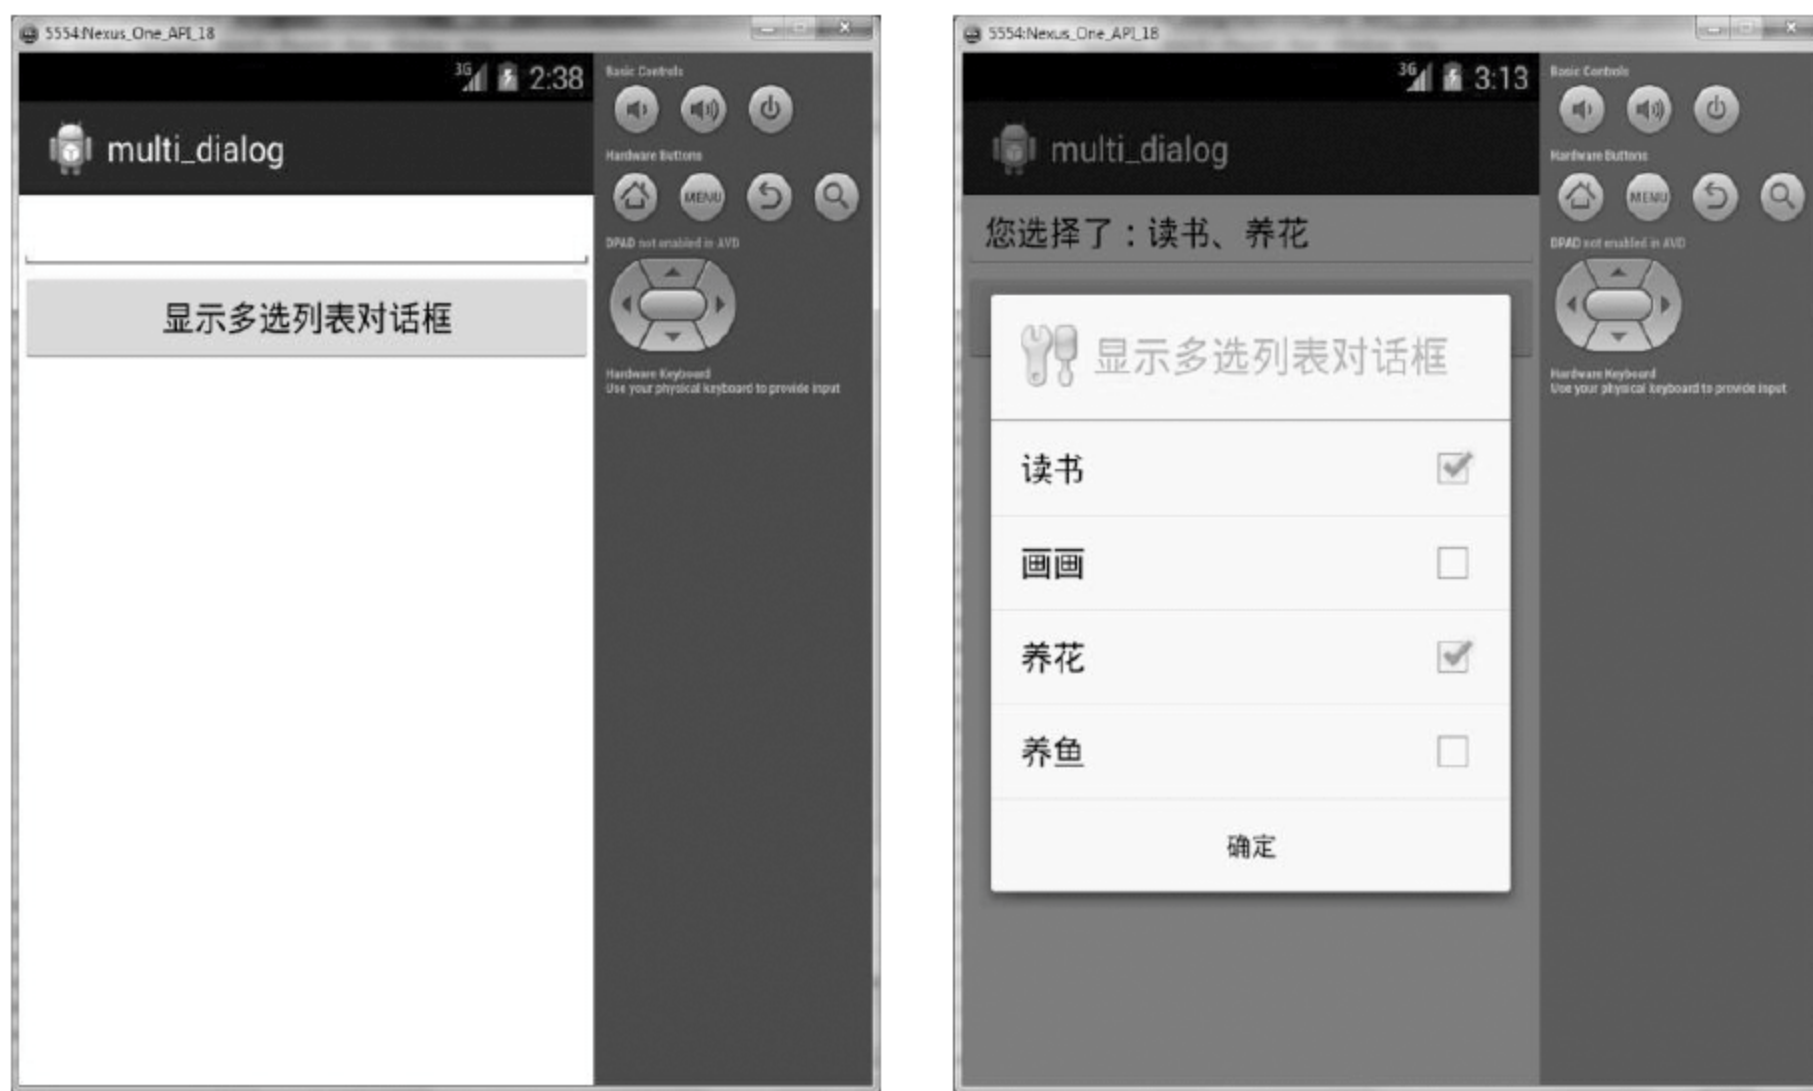 5554:Nexus_One_API_18
3G 2:38
multi_dialog
显示多选列表对话框
Basic Controls
Hardware Buttons
MENU
DPAD not enabled in AVD
Hardware Keyboard
Use your physical keyboard to provide input
5554:Nexus_One_API_18
3G 3:13
multi_dialog
您选择了：读书、养花
显示多选列表对话框
读书
画画
养花
养鱼
确定
Basic Controls
Hardware Buttons
MENU
DPAD not enabled in AVD
Hardware Keyboard
Use your physical keyboard to provide input